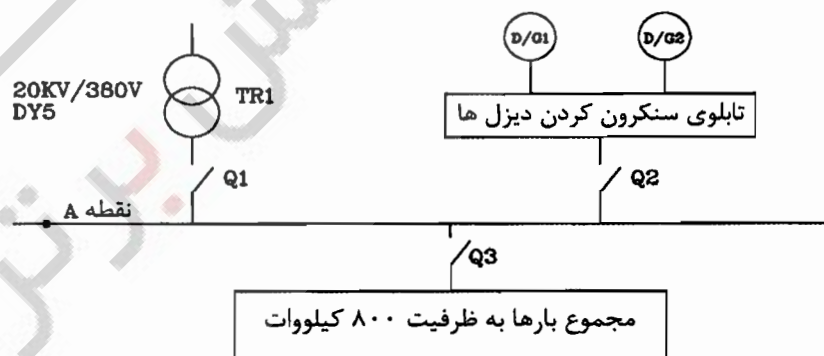 D/G1 D/G2
20KV/380V
DY5
TR1
تابلوی سنکرون کردن دیزل ها
Q1
Q2
نقطه A
Q3
مجموع بارها به ظرفیت ۸۰۰ کیلووات